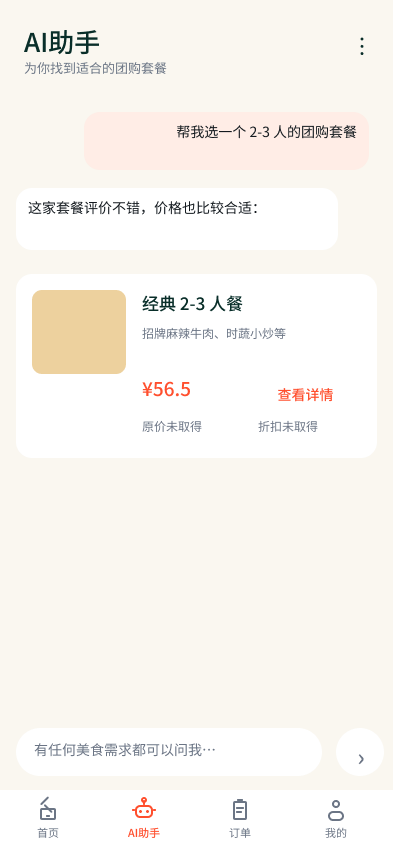 AI助手
为你找到适合的团购套餐
帮我选一个 2-3 人的团购套餐
这家套餐评价不错，价格也比较合适：
经典 2-3 人餐
招牌麻辣牛肉、时蔬小炒等
¥56.5
查看详情
原价未取得
折扣未取得
有任何美食需求都可以问我…
首页
AI助手
订单
我的